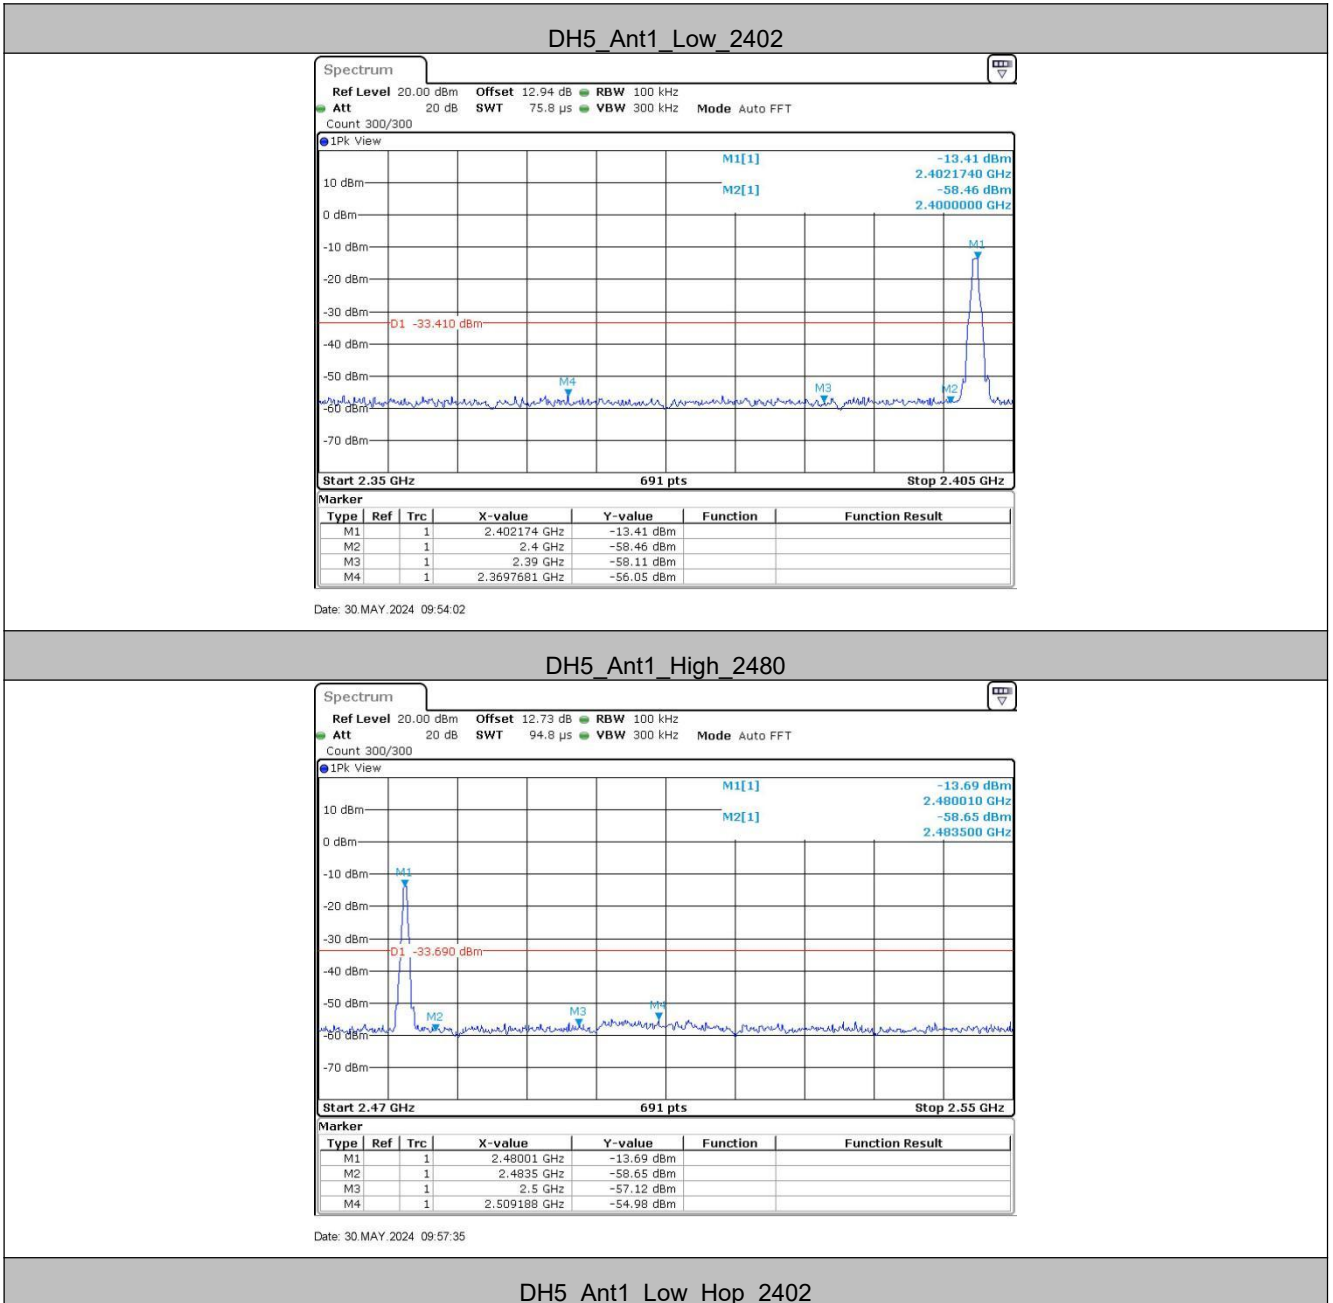 DH5_Ant1_Low_2402
Spectrum
Ref Level 20.00 dBm Offset 12.94 dB RBW 100 kHz
Att 20 dB SWT 75.8 µs VBW 300 kHz Mode Auto FFT
Count 300/300
1Pk View
M1[1] -13.41 dBm
2.4021740 GHz
10 dBm
M2[1] -58.46 dBm
2.4000000 GHz
0 dBm
-10 dBm
M1
-20 dBm
-30 dBm
D1 -33.410 dBm
-40 dBm
-50 dBm
M4
M3
M2
-60 dBm
-70 dBm
Start 2.35 GHz 691 pts Stop 2.405 GHz
Marker
Type Ref Trc X-value Y-value Function Function Result
M1 1 2.402174 GHz -13.41 dBm
M2 1 2.4 GHz -58.46 dBm
M3 1 2.39 GHz -58.11 dBm
M4 1 2.3697681 GHz -56.05 dBm
Date: 30.MAY.2024 09:54:02
DH5_Ant1_High_2480
Spectrum
Ref Level 20.00 dBm Offset 12.73 dB RBW 100 kHz
Att 20 dB SWT 94.8 µs VBW 300 kHz Mode Auto FFT
Count 300/300
1Pk View
M1[1] -13.69 dBm
2.480010 GHz
10 dBm
M2[1] -58.65 dBm
2.483500 GHz
0 dBm
-10 dBm
M1
-20 dBm
-30 dBm
D1 -33.690 dBm
-40 dBm
-50 dBm
M2
M3
M4
-60 dBm
-70 dBm
Start 2.47 GHz 691 pts Stop 2.55 GHz
Marker
Type Ref Trc X-value Y-value Function Function Result
M1 1 2.48001 GHz -13.69 dBm
M2 1 2.4835 GHz -58.65 dBm
M3 1 2.5 GHz -57.12 dBm
M4 1 2.509188 GHz -54.98 dBm
Date: 30.MAY.2024 09:57:35
DH5_Ant1_Low_Hop_2402